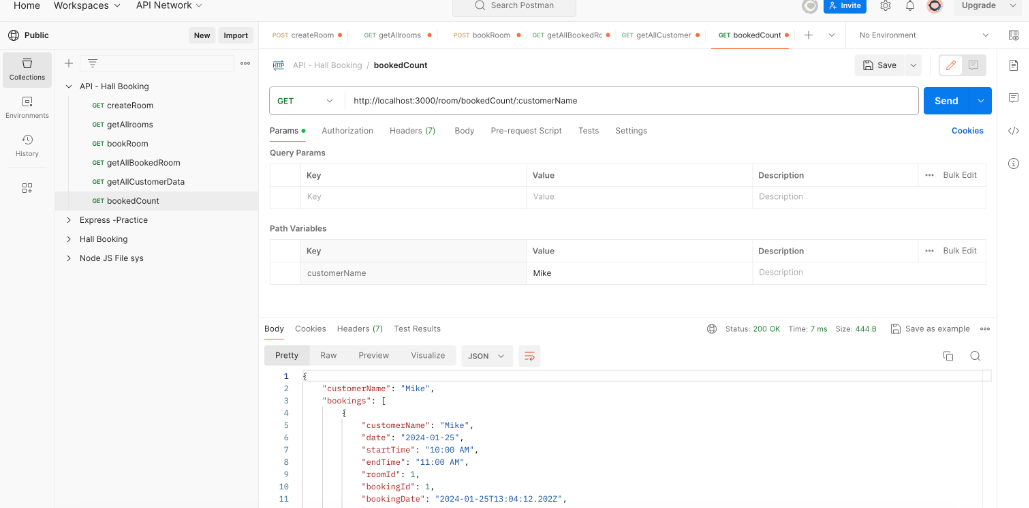 Home Workspaces API Network Search Postman Invite Upgrade
Public New Import
POST createRoom GET getAllrooms POST bookRoom GET getAllBookedRc GET getAllCustomer GET bookedCount No Environment
Collections
Environments
History
API - Hall Booking
GET createRoom
GET getAllrooms
GET bookRoom
GET getAllBookedRoom
GET getAllCustomerData
GET bookedCount
Express -Practice
Hall Booking
Node JS File sys
HTTP API - Hall Booking / bookedCount Save
GET http://localhost:3000/room/bookedCount/:customerName Send
Params Authorization Headers (7) Body Pre-request Script Tests Settings Cookies
Query Params
Key Value Description Bulk Edit
Key Value Description
Path Variables
Key Value Description Bulk Edit
customerName Mike Description
Body Cookies Headers (7) Test Results Status: 200 OK Time: 7 ms Size: 444 B Save as example
Pretty Raw Preview Visualize JSON
1 {
2 "customerName": "Mike",
3 "bookings": [
4 {
5 "customerName": "Mike",
6 "date": "2024-01-25",
7 "startTime": "10:00 AM",
8 "endTime": "11:00 AM",
9 "roomId": 1,
10 "bookingId": 1,
11 "bookingDate": "2024-01-25T13:04:12.202Z",